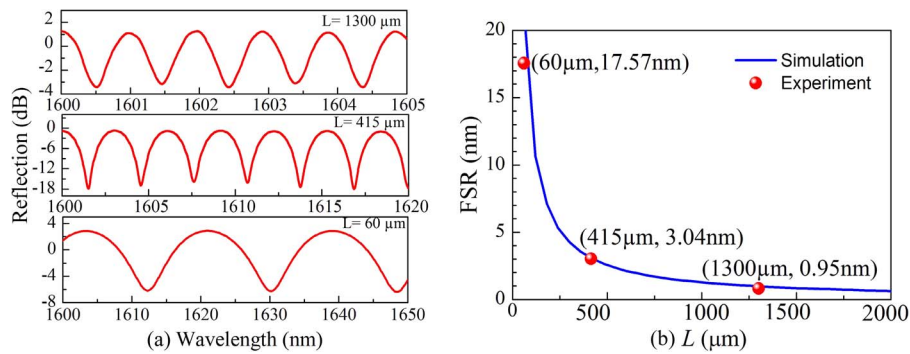 L= 1300 µm
2
0
-2
-4
1600 1601 1602 1603 1604 1605
L= 415 µm
0
-6
-12
-18
1600 1605 1610 1615 1620
L= 60 µm
4
0
-4
-8
1600 1610 1620 1630 1640 1650
Reflection (dB)
(a) Wavelength (nm)
20
15
10
5
0
FSR (nm)
Simulation
Experiment
(60µm,17.57nm)
(415µm, 3.04nm)
(1300µm, 0.95nm)
0 500 1000 1500 2000
(b) L (µm)